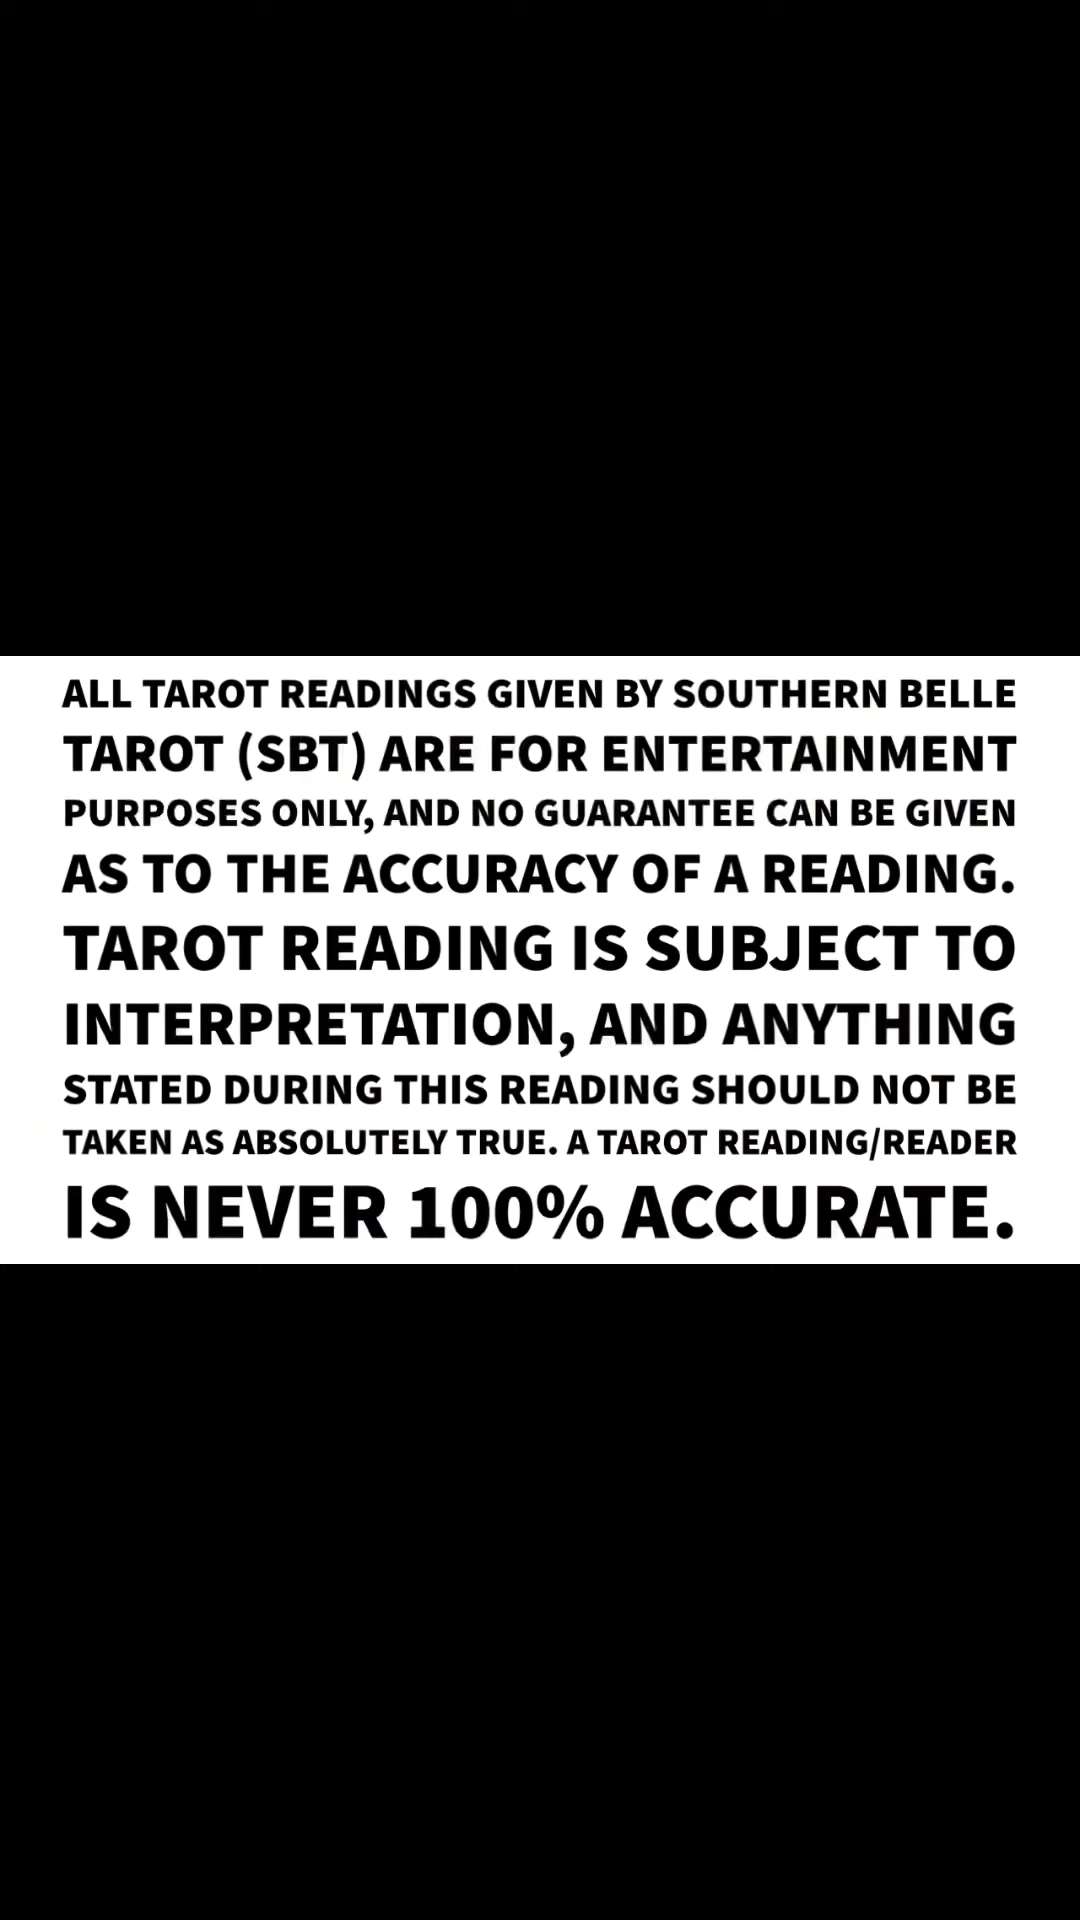 ALL TAROT READINGS GIVEN BY SOUTHERN BELLE
TAROT (SBT) ARE FOR ENTERTAINMENT
PURPOSES ONLY, AND NO GUARANTEE CAN BE GIVEN
AS TO THE ACCURACY OF A READING.
TAROT READING IS SUBJECT TO
INTERPRETATION, AND ANYTHING
STATED DURING THIS READING SHOULD NOT BE
TAKEN AS ABSOLUTELY TRUE. A TAROT READING/READER
IS NEVER 100% ACCURATE.